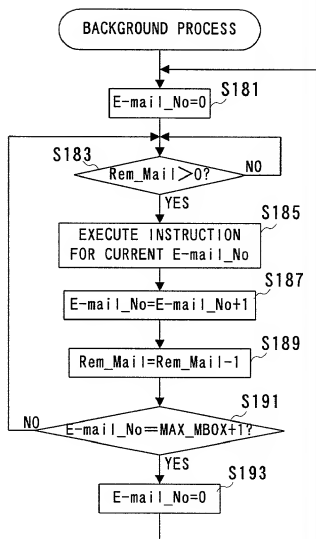 BACKGROUND PROCESS
S181
E-mail_No=0
S183
Rem_Mail>0?
NO
YES
S185
EXECUTE INSTRUCTION
FOR CURRENT E-mail_No
S187
E-mail_No=E-mail_No+1
S189
Rem_Mail=Rem_Mail-1
S191
NO
E-mail_No==MAX_MBOX+1?
YES
S193
E-mail_No=0